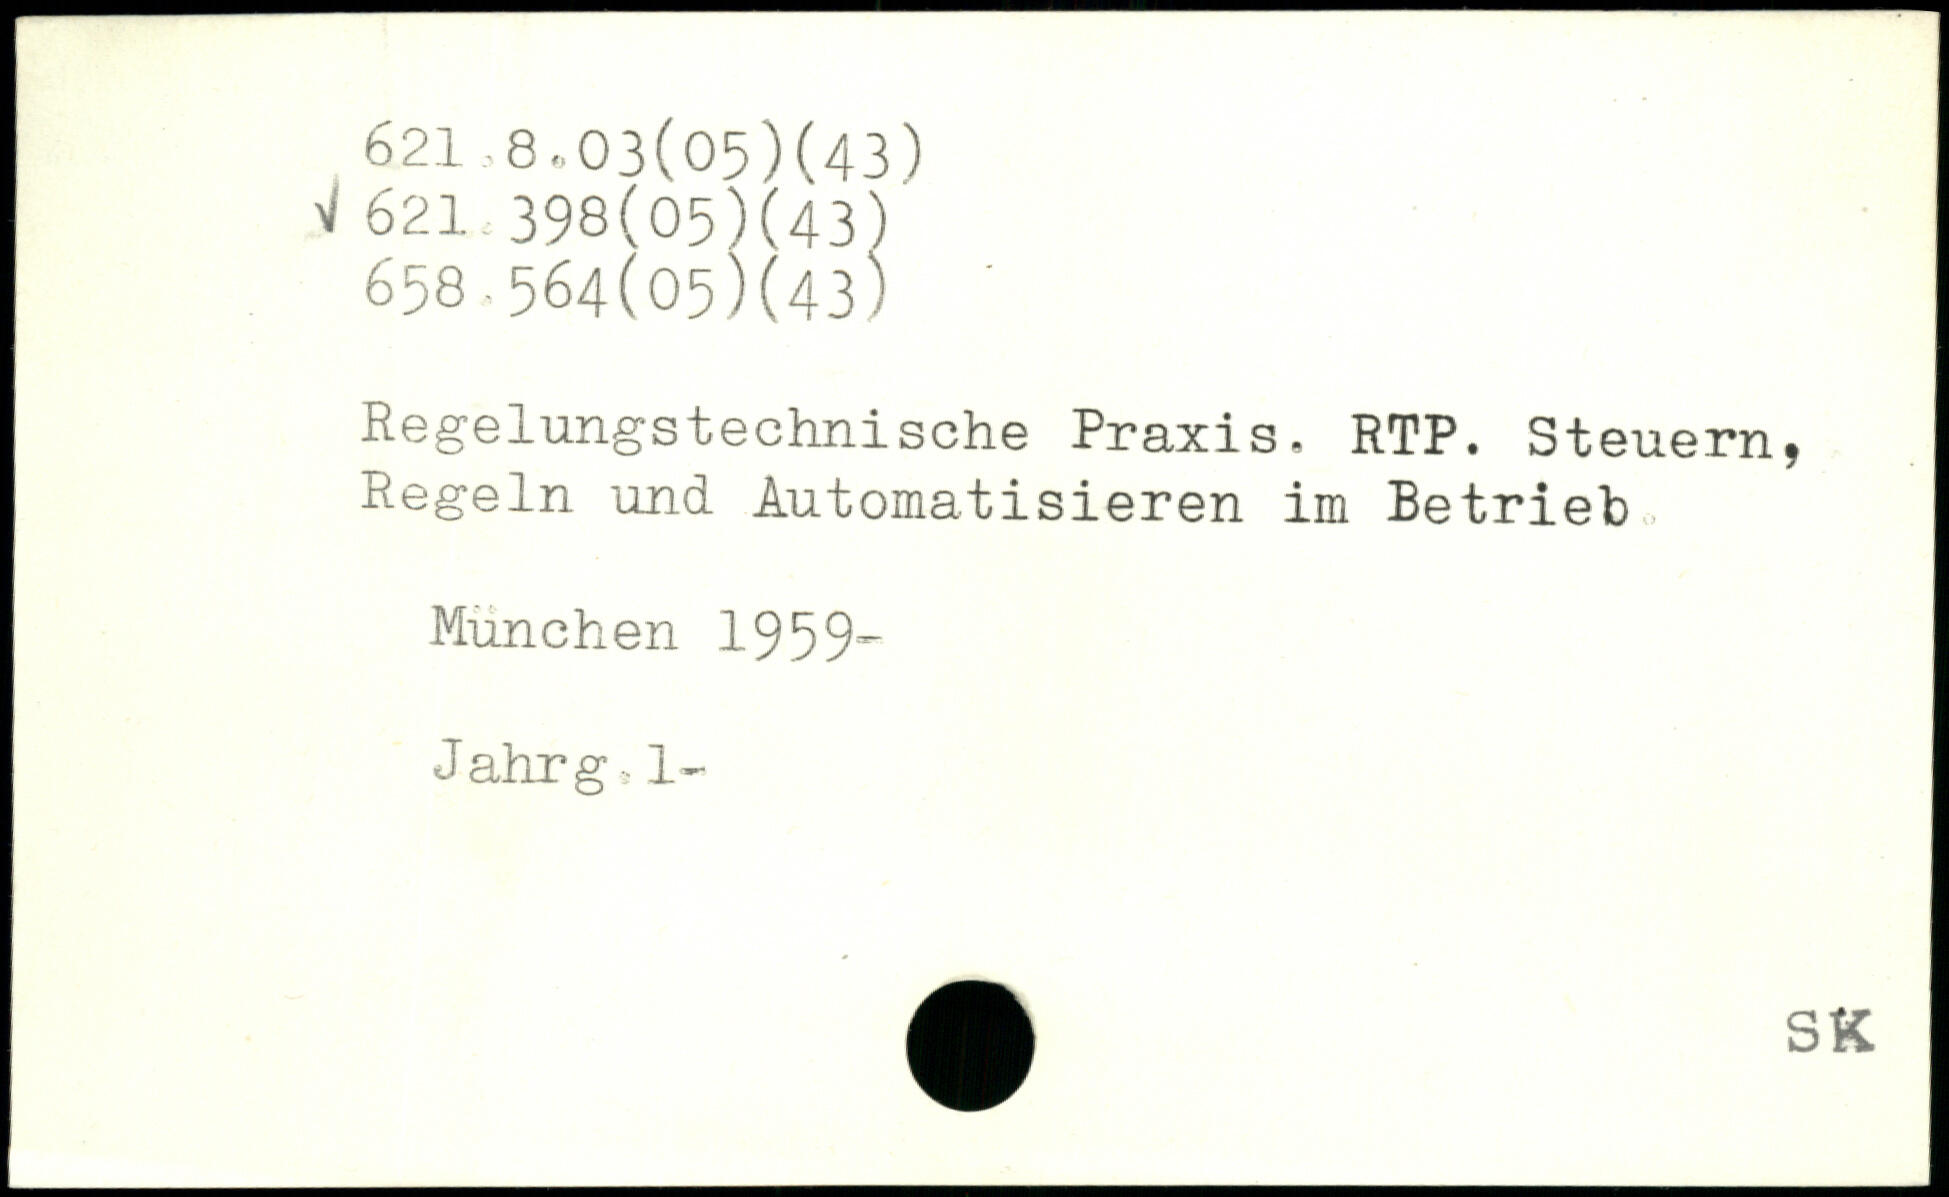 621.8.03(05)(43)
√ 621.398(05)(43)
658.564(05)(43)
Regelungstechnische Praxis. RTP. Steuern,
Regeln und Automatisieren im Betrieb.
München 1959-
Jahrg.1-
SK